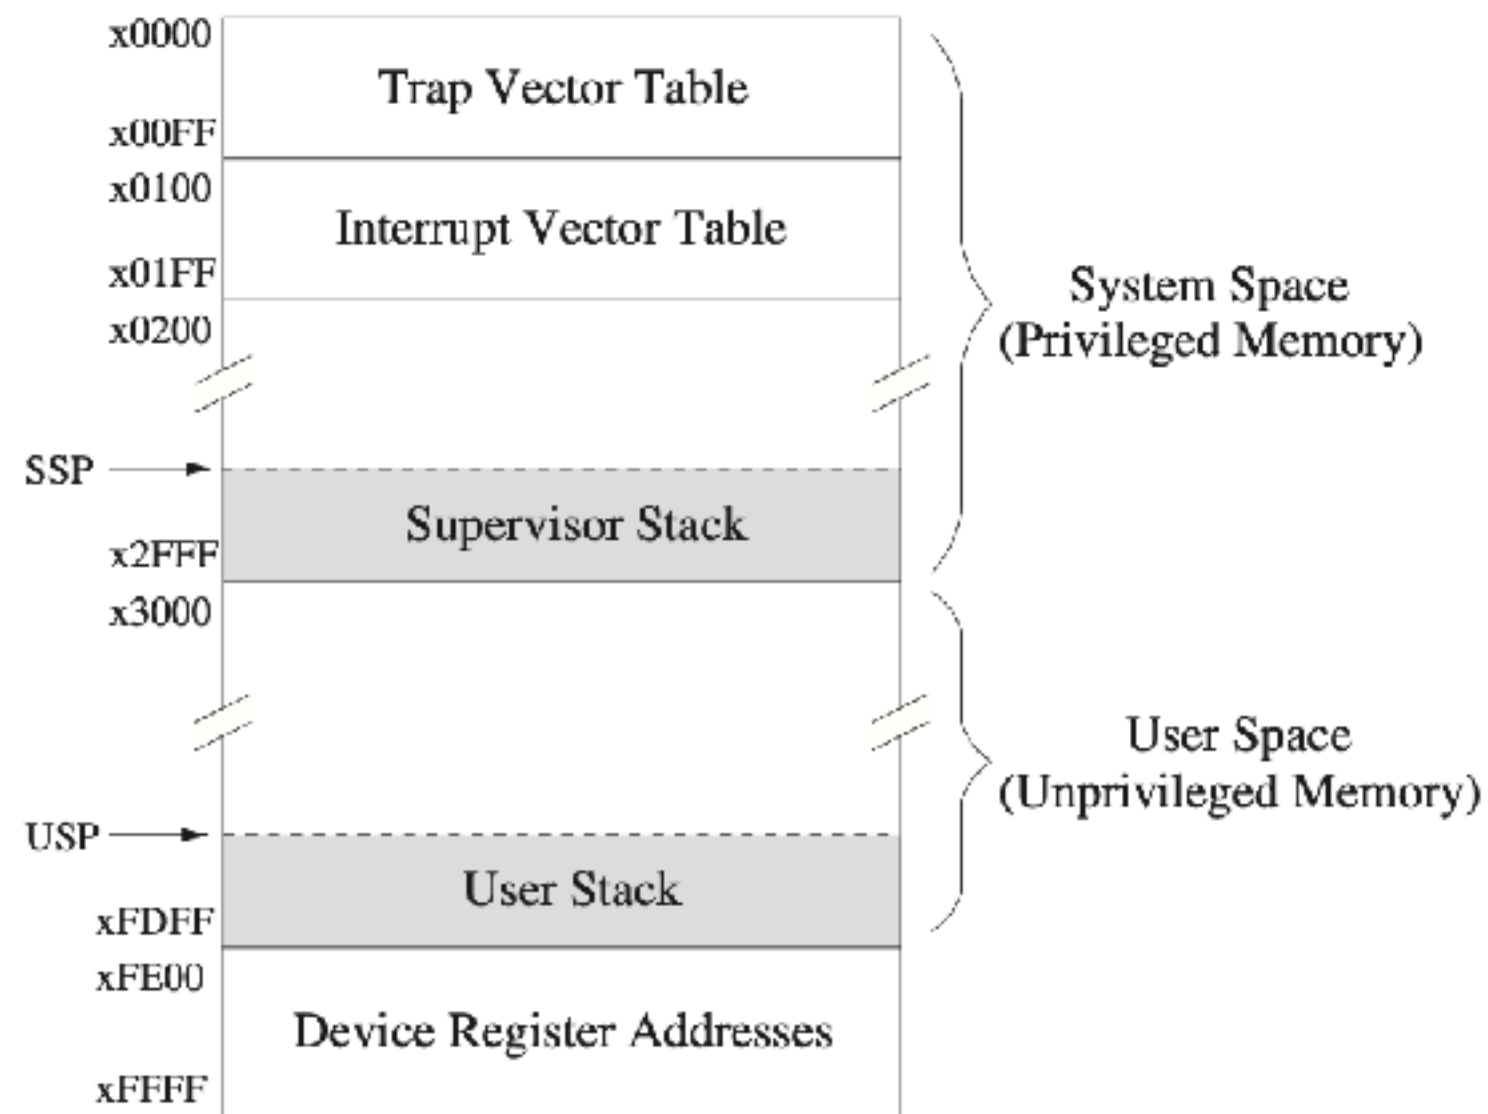 x0000
Trap Vector Table
x00FF
x0100
Interrupt Vector Table
x01FF
x0200
System Space
(Privileged Memory)
SSP
Supervisor Stack
x2FFF
x3000
User Space
(Unprivileged Memory)
USP
User Stack
xFDFF
xFE00
Device Register Addresses
xFFFF